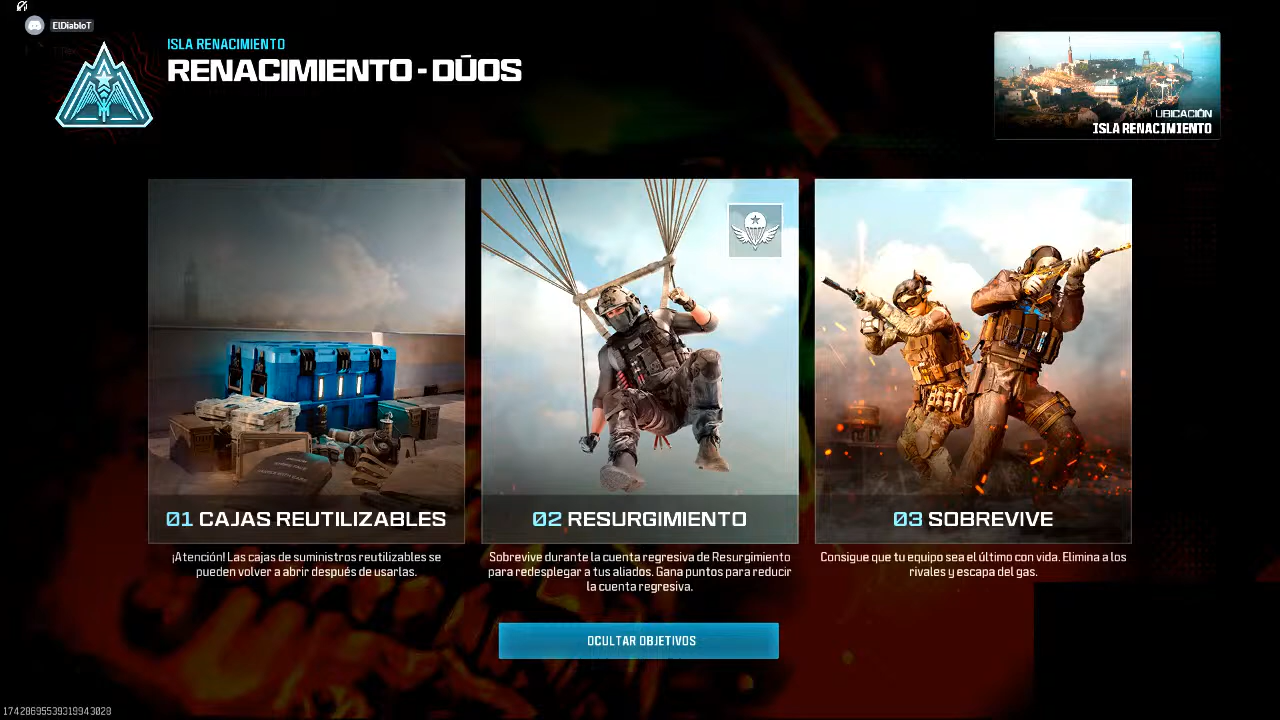 ElDiabloT
ISLA RENACIMIENTO
RENACIMIENTO - DÚOS
UBICACIÓN
ISLA RENACIMIENTO
01 CAJAS REUTILIZABLES
¡Atención! Las cajas de suministros reutilizables se
pueden volver a abrir después de usarlas.
02 RESURGIMIENTO
Sobrevive durante la cuenta regresiva de Resurgimiento
para redesplegar a tus aliados. Gana puntos para reducir
la cuenta regresiva.
03 SOBREVIVE
Consigue que tu equipo sea el último con vida. Elimina a los
rivales y escapa del gas.
OCULTAR OBJETIVOS
17428695539319943028